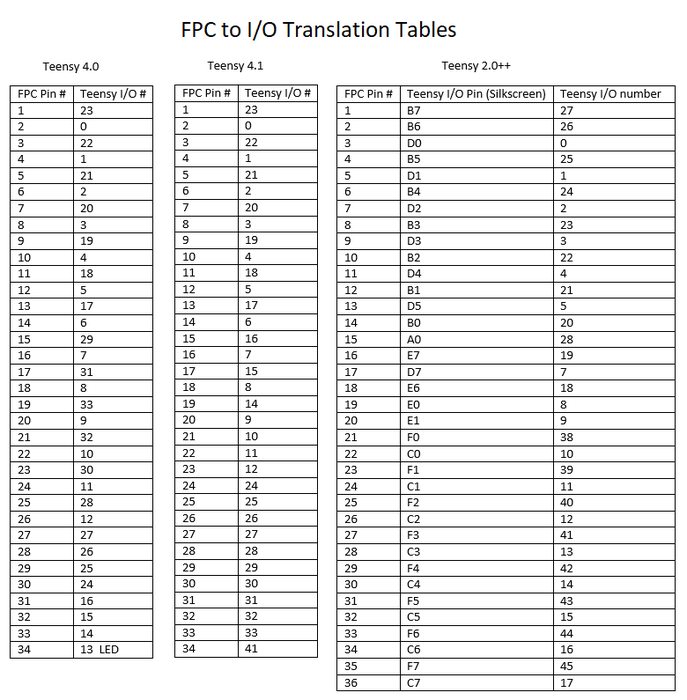 FPC to I/O Translation Tables
Teensy 4.0
FPC Pin # Teensy I/O #
1 23
2 0
3 22
4 1
5 21
6 2
7 20
8 3
9 19
10 4
11 18
12 5
13 17
14 6
15 29
16 7
17 31
18 8
19 33
20 9
21 32
22 10
23 30
24 11
25 28
26 12
27 27
28 26
29 25
30 24
31 16
32 15
33 14
34 13 LED
Teensy 4.1
FPC Pin # Teensy I/O #
1 23
2 0
3 22
4 1
5 21
6 2
7 20
8 3
9 19
10 4
11 18
12 5
13 17
14 6
15 16
16 7
17 15
18 8
19 14
20 9
21 10
22 11
23 12
24 24
25 25
26 26
27 27
28 28
29 29
30 30
31 31
32 32
33 33
34 41
Teensy 2.0++
FPC Pin # Teensy I/O Pin (Silkscreen) Teensy I/O number
1 B7 27
2 B6 26
3 D0 0
4 B5 25
5 D1 1
6 B4 24
7 D2 2
8 B3 23
9 D3 3
10 B2 22
11 D4 4
12 B1 21
13 D5 5
14 B0 20
15 A0 28
16 E7 19
17 D7 7
18 E6 18
19 E0 8
20 E1 9
21 F0 38
22 C0 10
23 F1 39
24 C1 11
25 F2 40
26 C2 12
27 F3 41
28 C3 13
29 F4 42
30 C4 14
31 F5 43
32 C5 15
33 F6 44
34 C6 16
35 F7 45
36 C7 17